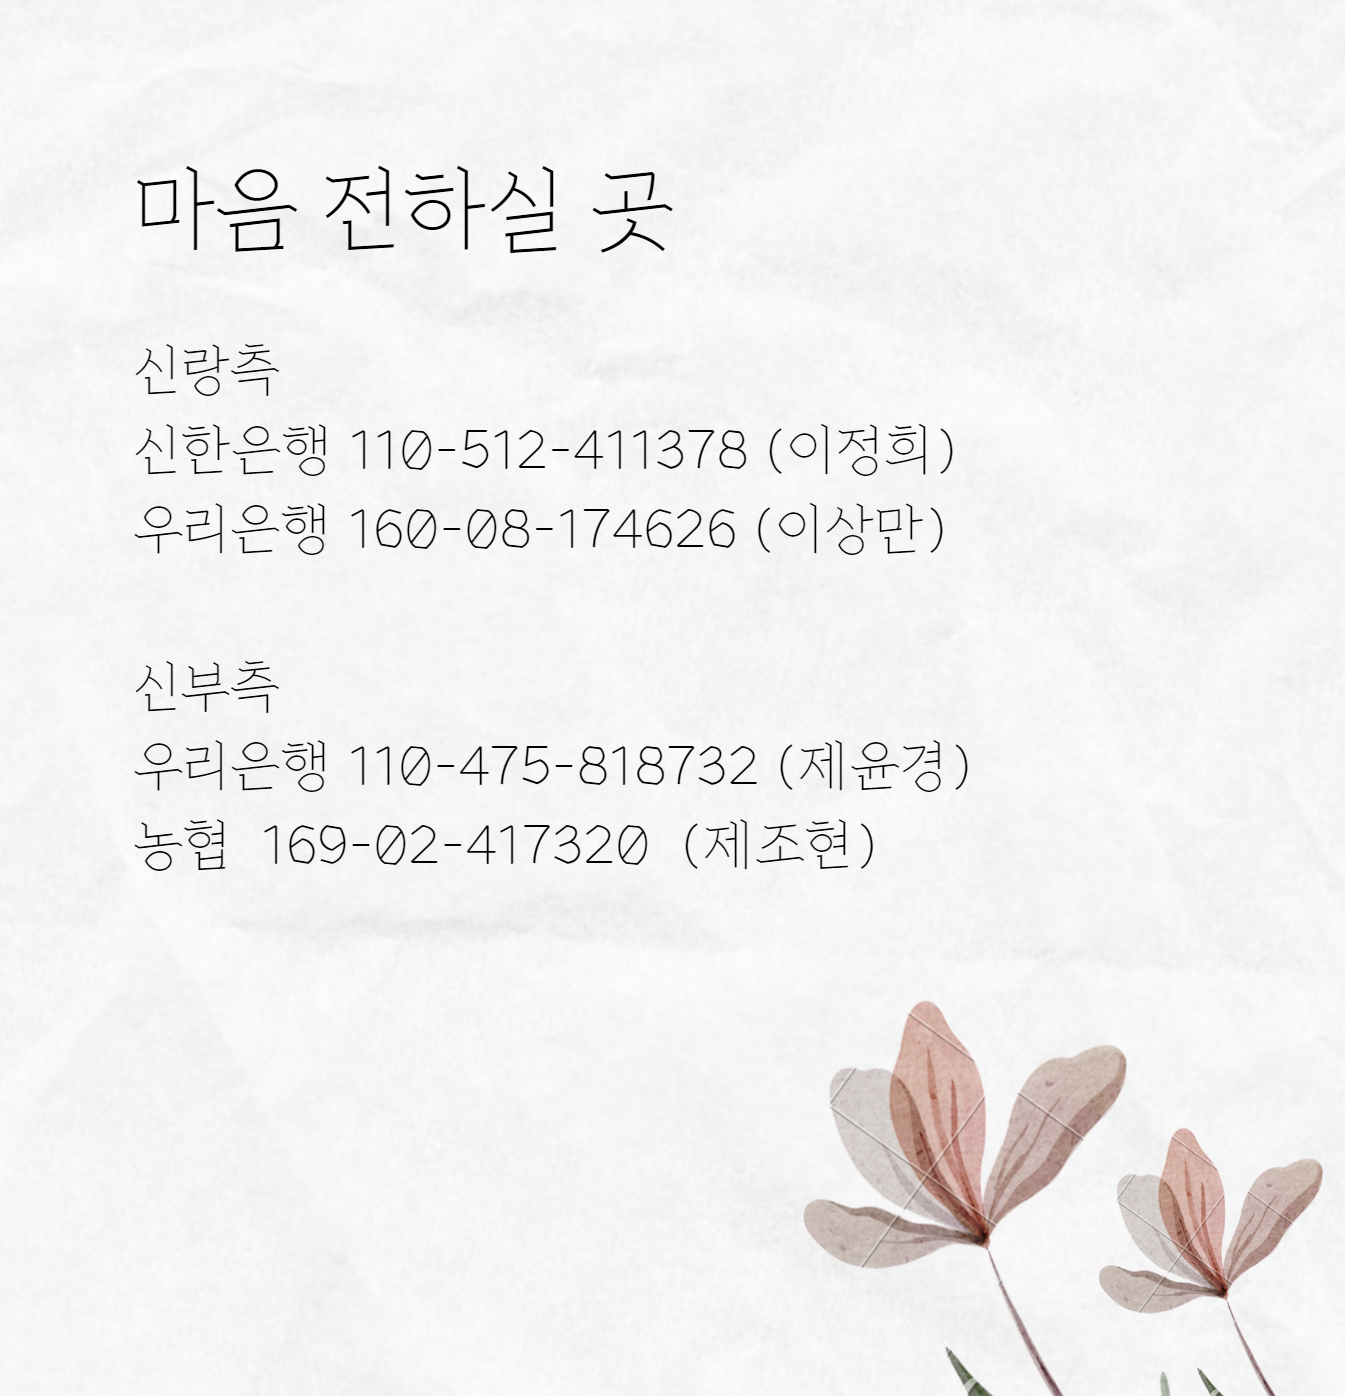 마음 전하실 곳
신랑측
신한은행 110-512-411378 (이정희)
우리은행 160-08-174626 (이상만)
신부측
우리은행 110-475-818732 (제윤경)
농협 169-02-417320 (제조현)